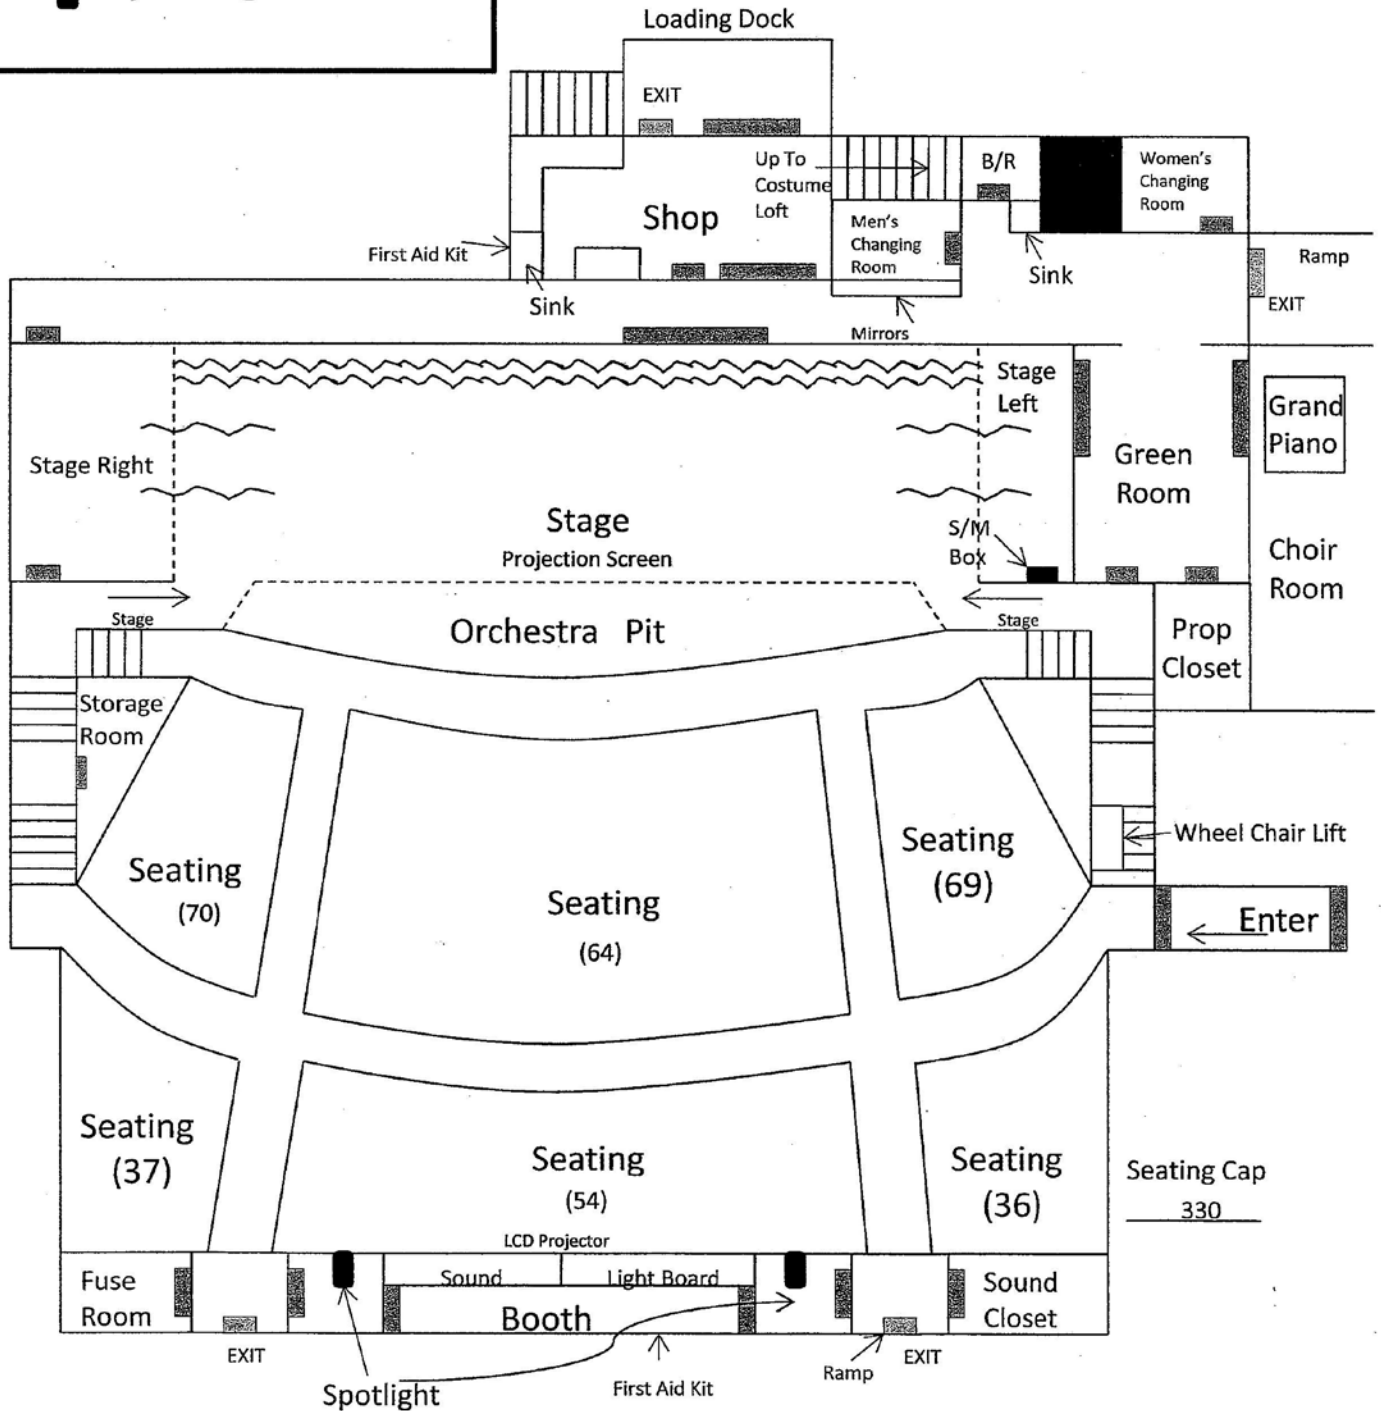 Loading Dock
EXIT
Up To
Costume
Loft
B/R
Women's
Changing
Room
Shop
Men's
Changing
Room
First Aid Kit
Sink
Sink
Ramp
EXIT
Mirrors
Stage
Left
Grand
Piano
Stage Right
Green
Room
Stage
Projection Screen
S/M
Box
Choir
Room
Stage
Orchestra Pit
Stage
Prop
Closet
Storage
Room
Seating
(70)
Seating
(64)
Seating
(69)
Wheel Chair Lift
Enter
Seating
(37)
Seating
(54)
Seating
(36)
Seating Cap
330
LCD Projector
Fuse
Room
Sound
Light Board
Booth
Sound
Closet
EXIT
Spotlight
First Aid Kit
Ramp
EXIT